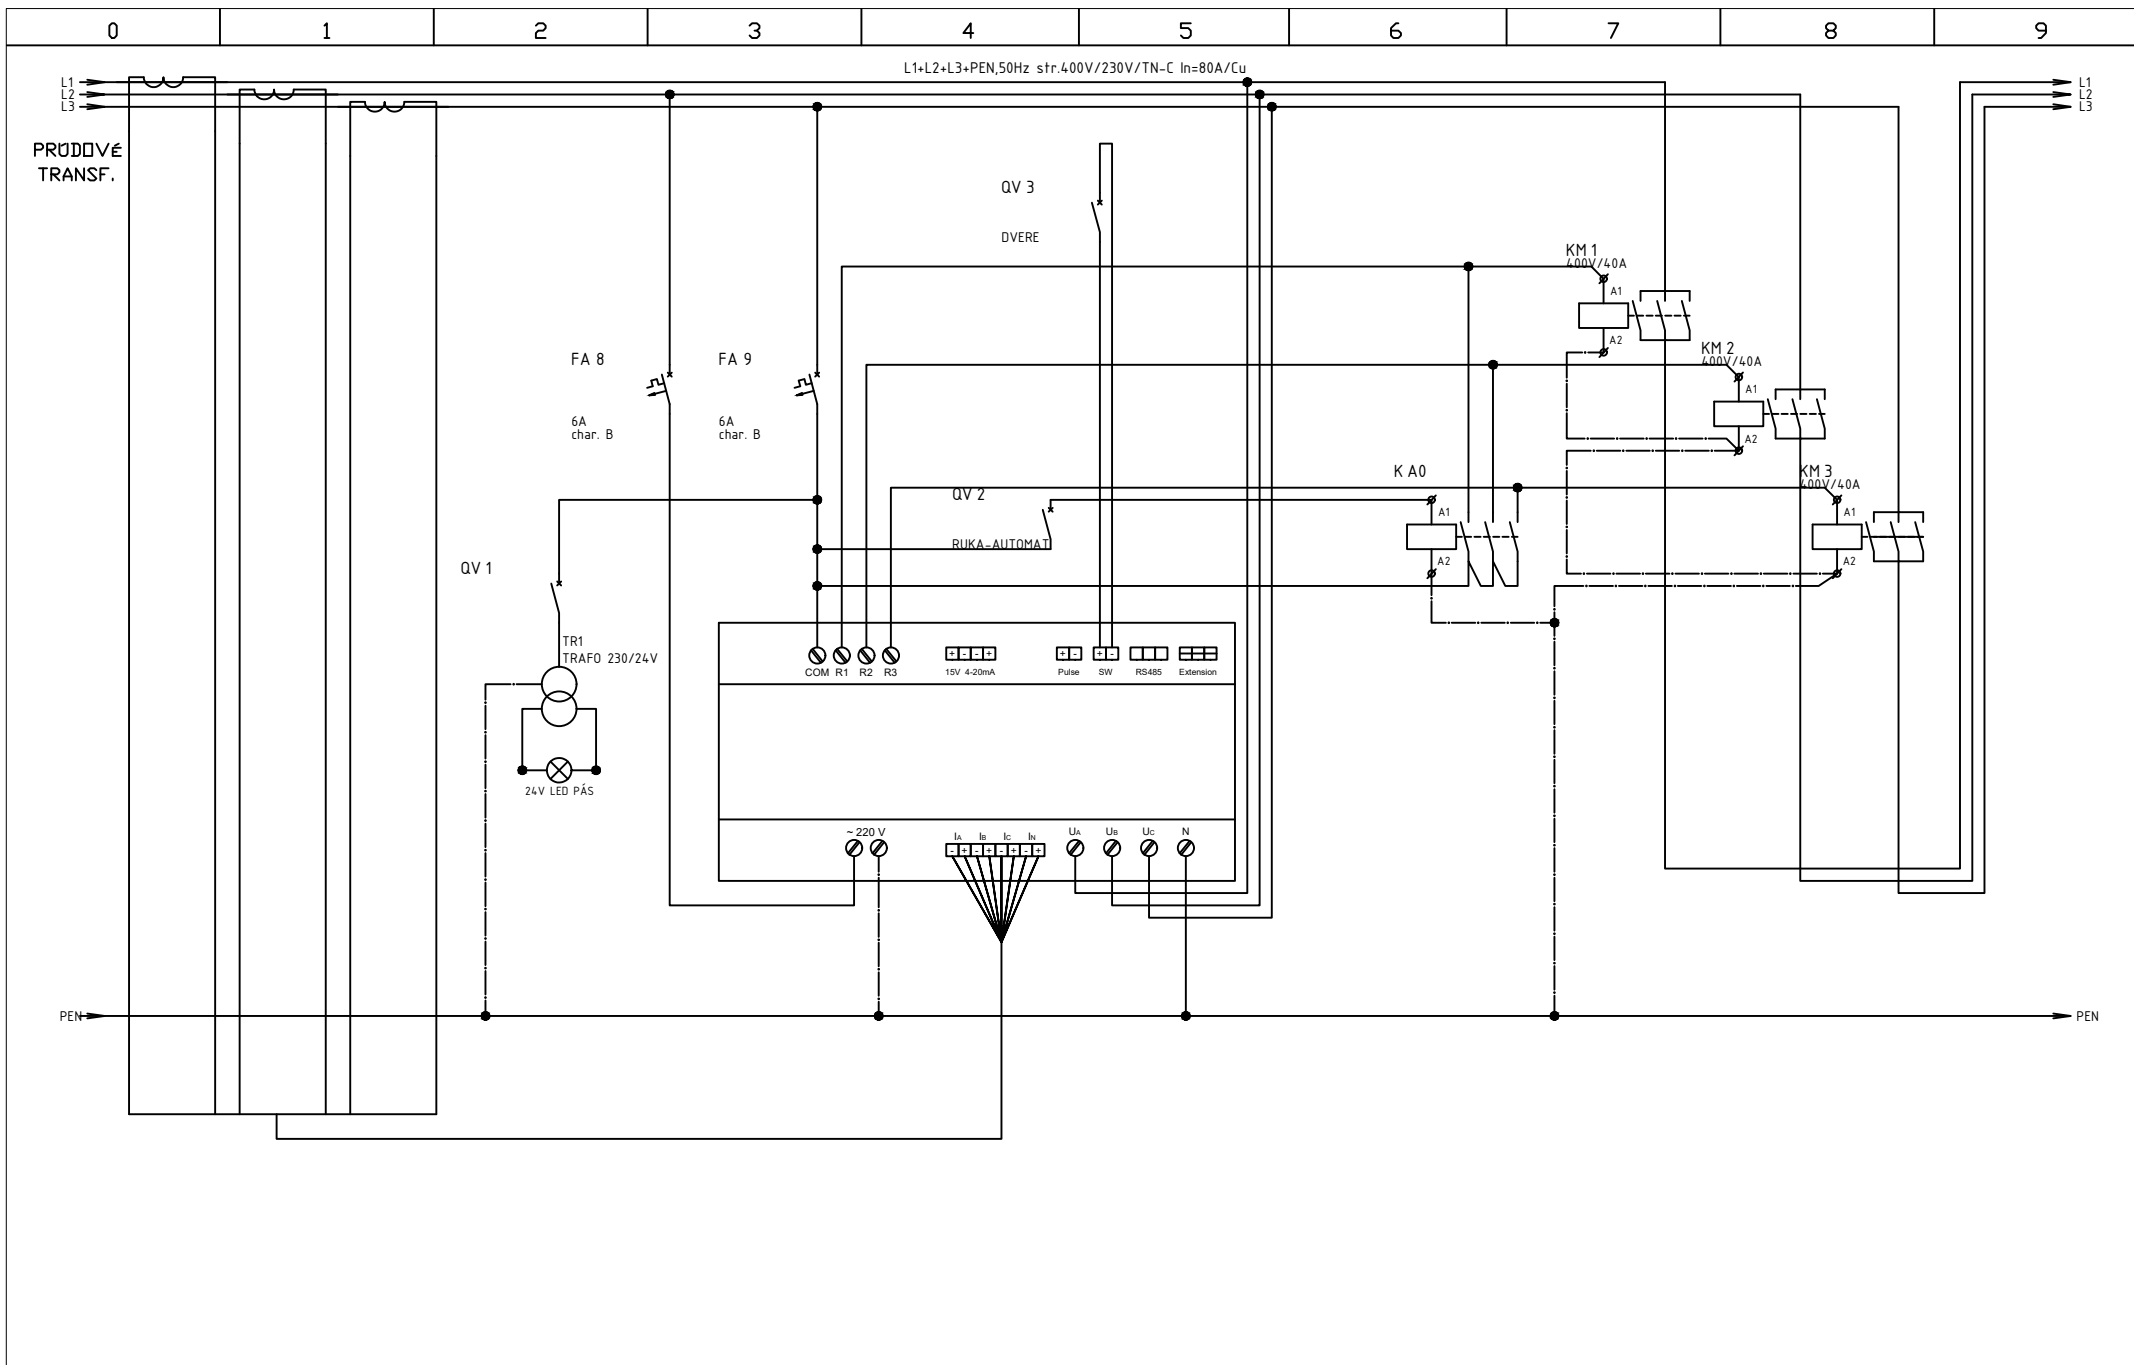 0 1 2 3 4 5 6 7 8 9
L1+L2+L3+PEN,50Hz str.400V/230V/TN-C In=80A/Cu
L1
L2
L3
L1
L2
L3
PRÚDOVÉ
TRANSF.
QV 3
DVERE
KM 1
400V/40A
A1
A2
KM 2
400V/40A
A1
A2
FA 8
6A
char. B
FA 9
6A
char. B
K A0
A1
A2
KM 3
400V/40A
A1
A2
QV 2
RUKA-AUTOMAT
QV 1
TR1
TRAFO 230/24V
24V LED PÁS
+ - - +
+ -
+ -
COM R1 R2 R3 15V 4-20mA Pulse SW RS485 Extension
~ 220 V IA IB IC IN UA UB UC N
- + - + - + - +
PEN
PEN